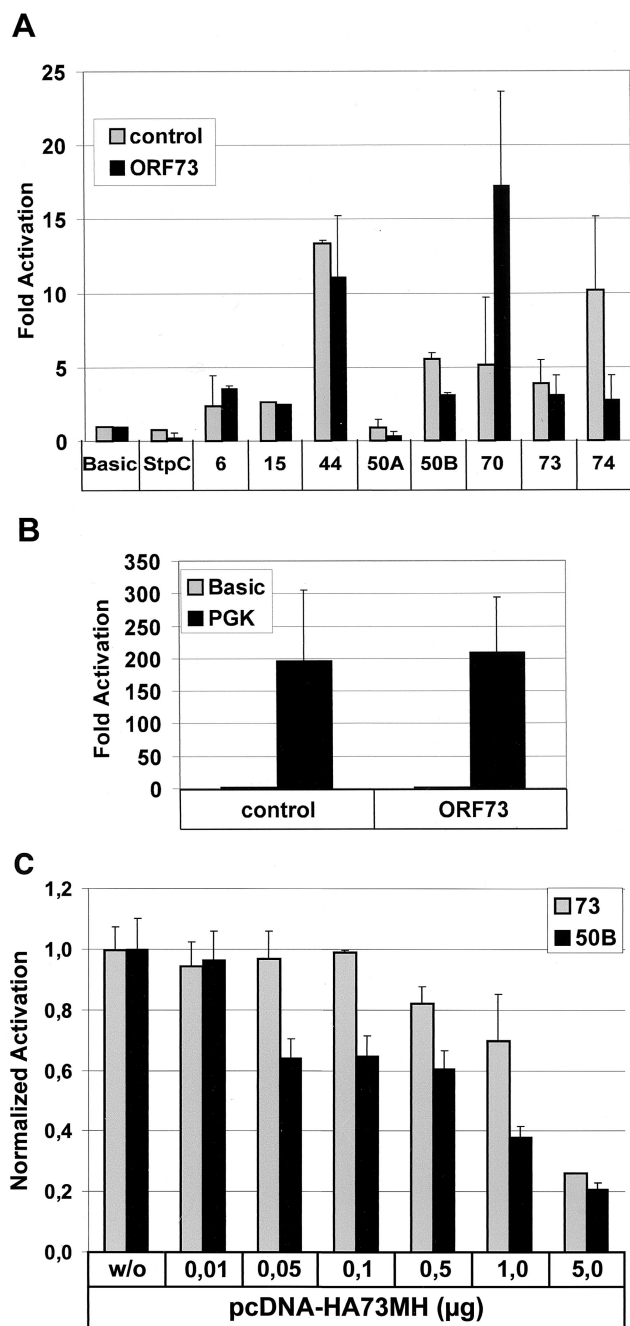 A
Fold Activation
25
20
15
10
5
0
control
ORF73
Basic StpC 6 15 44 50A 50B 70 73 74
B
Fold Activation
350
300
250
200
150
100
50
0
Basic
PGK
control ORF73
C
Normalized Activation
1,2
1,0
0,8
0,6
0,4
0,2
0,0
73
50B
w/o 0,01 0,05 0,1 0,5 1,0 5,0
pcDNA-HA73MH (µg)